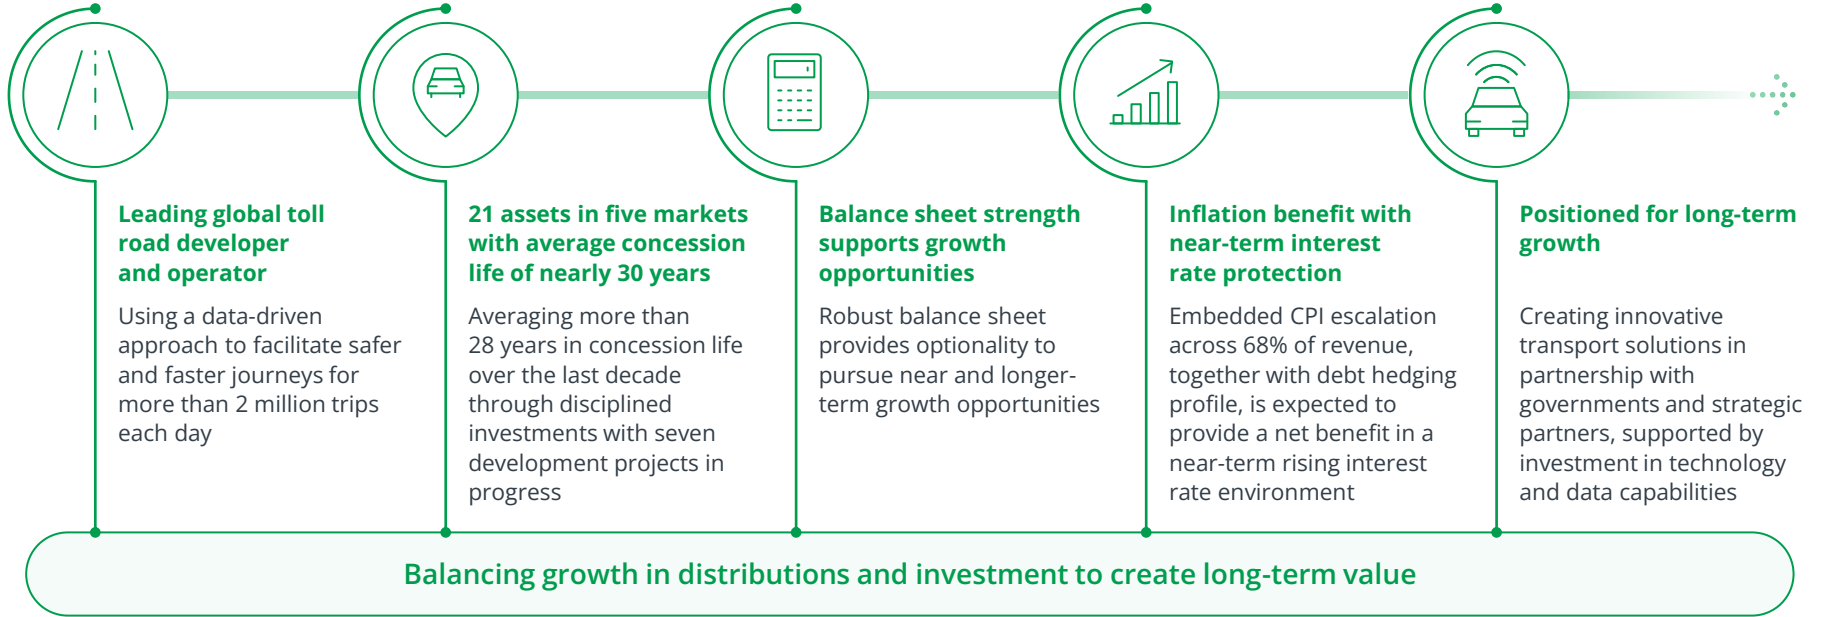 Leading global toll
road developer
and operator
Using a data-driven
approach to facilitate safer
and faster journeys for
more than 2 million trips
each day
21 assets in five markets
with average concession
life of nearly 30 years
Averaging more than
28 years in concession life
over the last decade
through disciplined
investments with seven
development projects in
progress
Balance sheet strength
supports growth
opportunities
Robust balance sheet
provides optionality to
pursue near and longer-
term growth opportunities
Inflation benefit with
near-term interest
rate protection
Embedded CPI escalation
across 68% of revenue,
together with debt hedging
profile, is expected to
provide a net benefit in a
near-term rising interest
rate environment
Positioned for long-term
growth
Creating innovative
transport solutions in
partnership with
governments and strategic
partners, supported by
investment in technology
and data capabilities
Balancing growth in distributions and investment to create long-term value